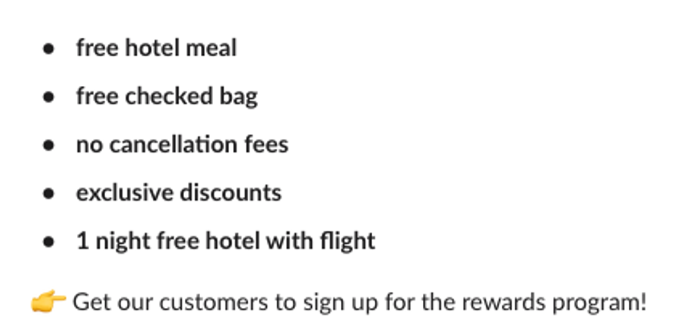 • free hotel meal
• free checked bag
• no cancellation fees
• exclusive discounts
• 1 night free hotel with flight
👉 Get our customers to sign up for the rewards program!